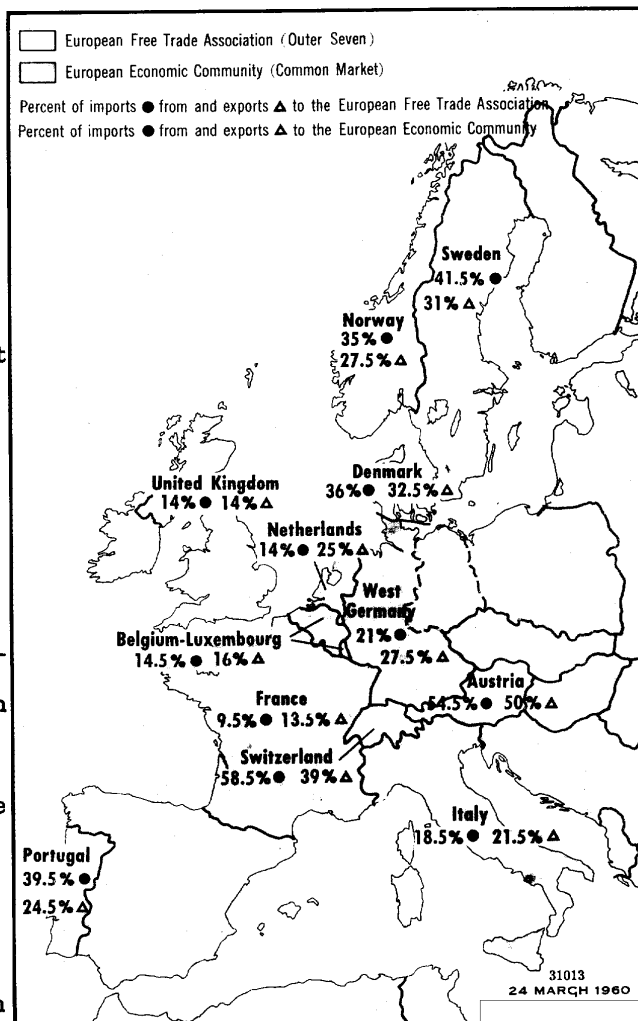 European Free Trade Association (Outer Seven)
European Economic Community (Common Market)
Percent of imports ● from and exports △ to the European Free Trade Association
Percent of imports ● from and exports △ to the European Economic Community
Sweden
41.5% ●
31% △
Norway
35% ●
27.5% △
t
United Kingdom
14% ● 14% △
Denmark
36% ● 32.5% △
Netherlands
14% ● 25% △
West
Germany
21% ●
27.5% △
Belgium-Luxembourg
14.5% ● 16% △
Austria
54.5% ● 50% △
France
9.5% ● 13.5% △
n
Switzerland
58.5% ● 39% △
e
Italy
18.5% ● 21.5% △
Portugal
39.5% ●
24.5% △
31013
24 MARCH 1960
n